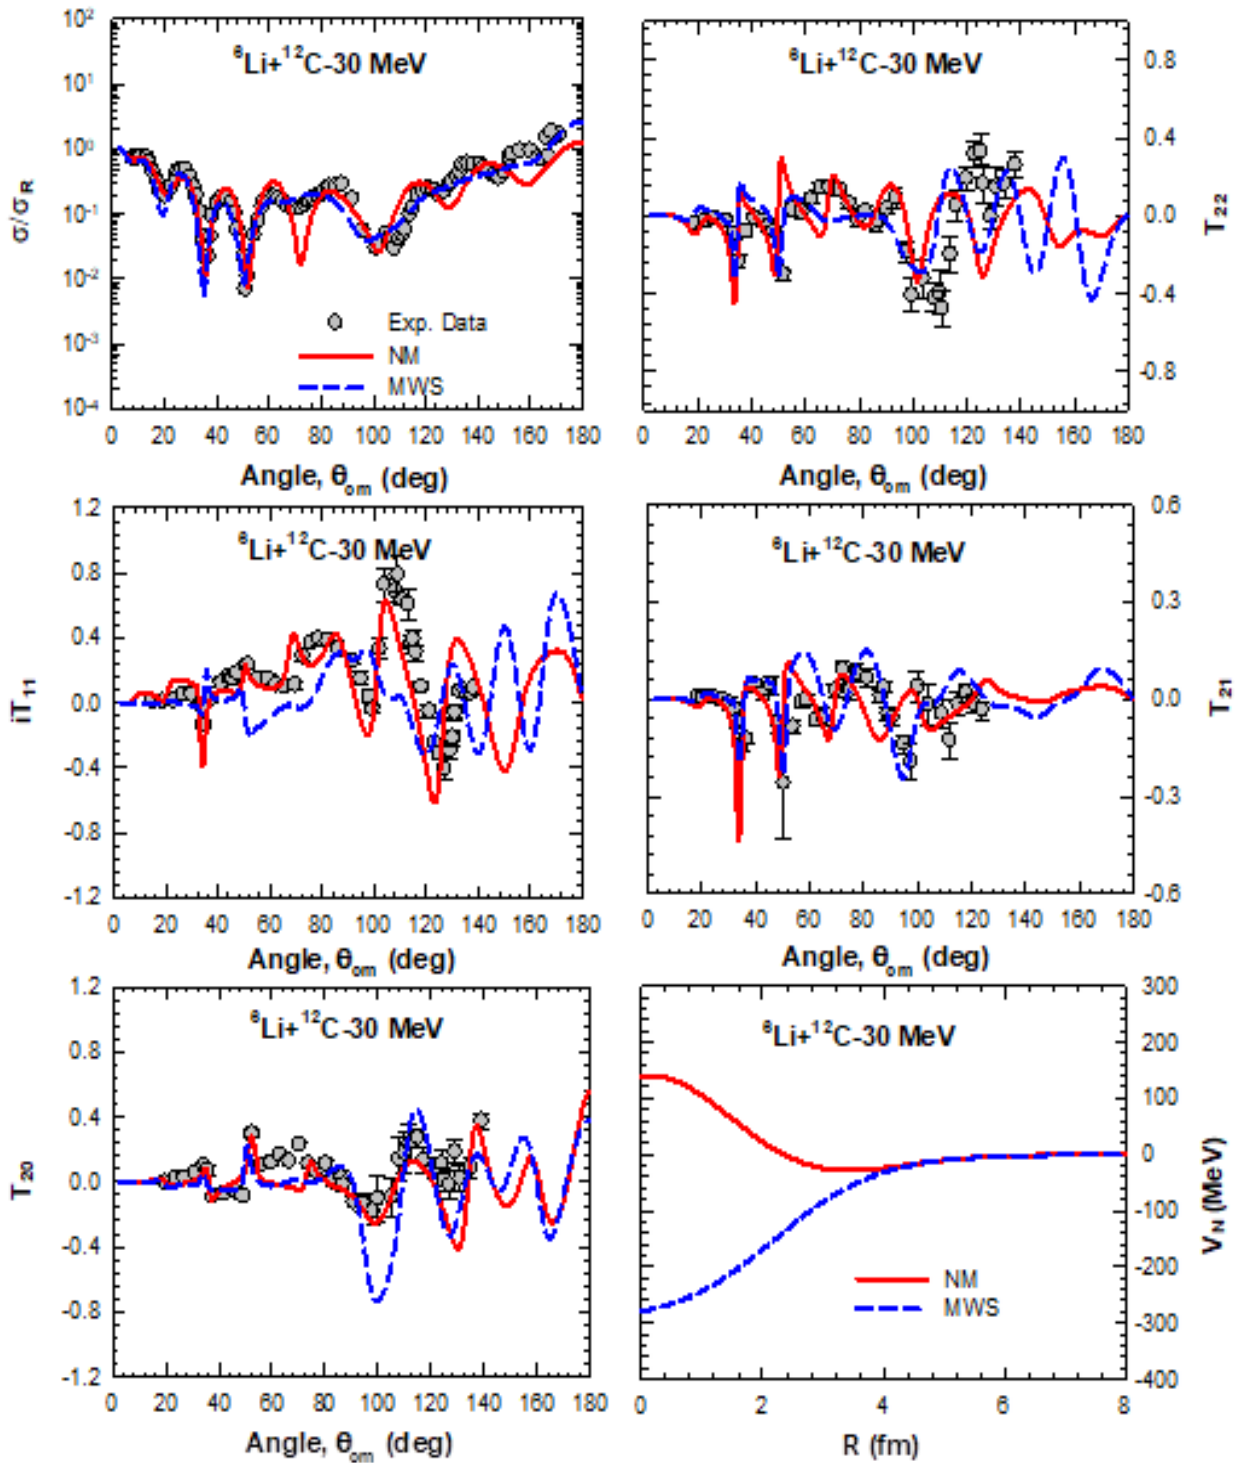 ⁶Li+¹²C-30 MeV
10² 10¹ 10⁰ 10⁻¹ 10⁻² 10⁻³ 10⁻⁴
σ/σ_R
Exp. Data
NM
MWS
0 20 40 60 80 100 120 140 160 180
Angle, θ_cm (deg)
⁶Li+¹²C-30 MeV
0.8 0.4 0.0 -0.4 -0.8
T₂₂
0 20 40 60 80 100 120 140 160 180
Angle, θ_cm (deg)
⁶Li+¹²C-30 MeV
1.2 0.8 0.4 0.0 -0.4 -0.8 -1.2
iT₁₁
0 20 40 60 80 100 120 140 160 180
Angle, θ_cm (deg)
⁶Li+¹²C-30 MeV
0.6 0.3 0.0 -0.3 -0.6
T₂₁
0 20 40 60 80 100 120 140 160 180
Angle, θ_cm (deg)
⁶Li+¹²C-30 MeV
1.2 0.8 0.4 0.0 -0.4 -0.8 -1.2
T₂₀
0 20 40 60 80 100 120 140 160 180
Angle, θ_cm (deg)
⁶Li+¹²C-30 MeV
300 200 100 0 -100 -200 -300 -400
V_N (MeV)
NM
MWS
0 2 4 6 8
R (fm)